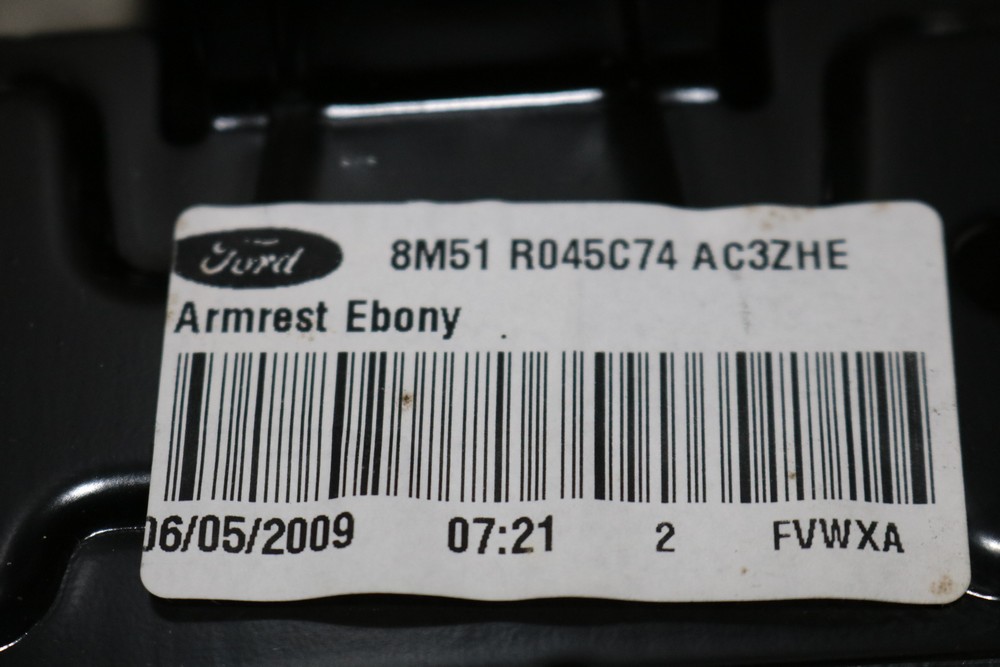 Ford 8M51 R045C74 AC3ZHE
Armrest Ebony
06/05/2009 07:21 2 FVWXA